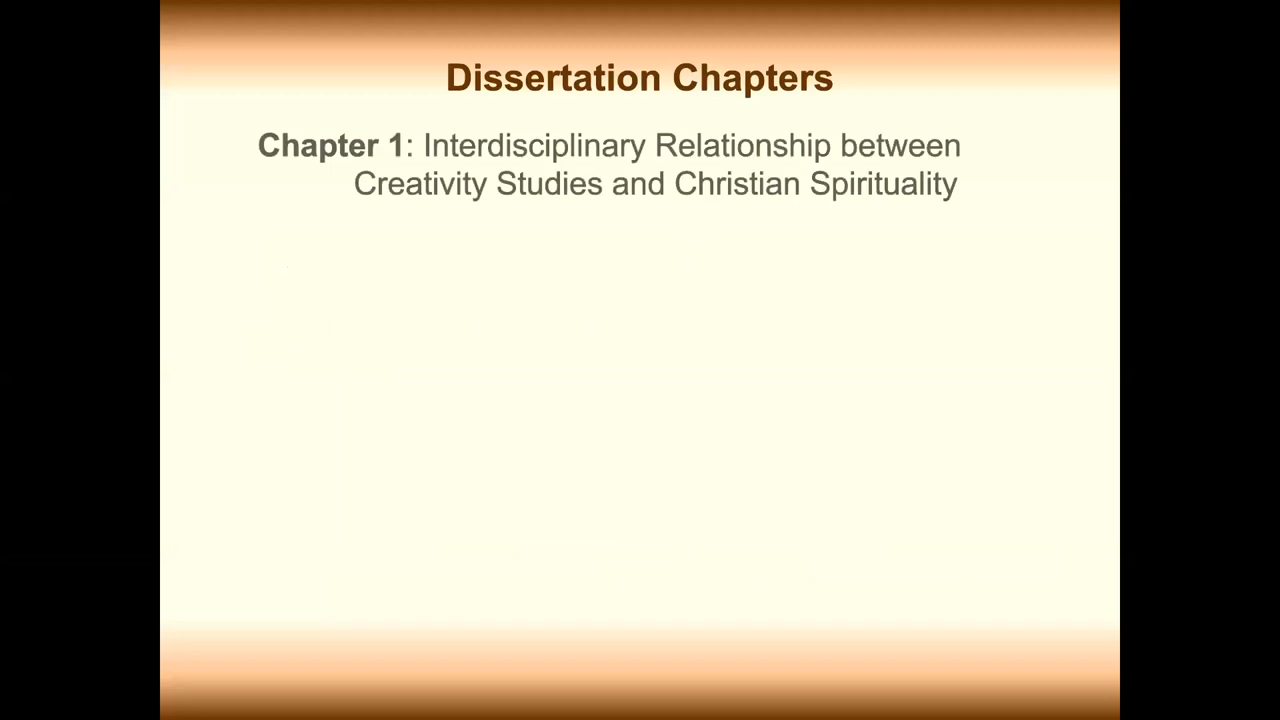 Dissertation Chapters
Chapter 1: Interdisciplinary Relationship between
Creativity Studies and Christian Spirituality